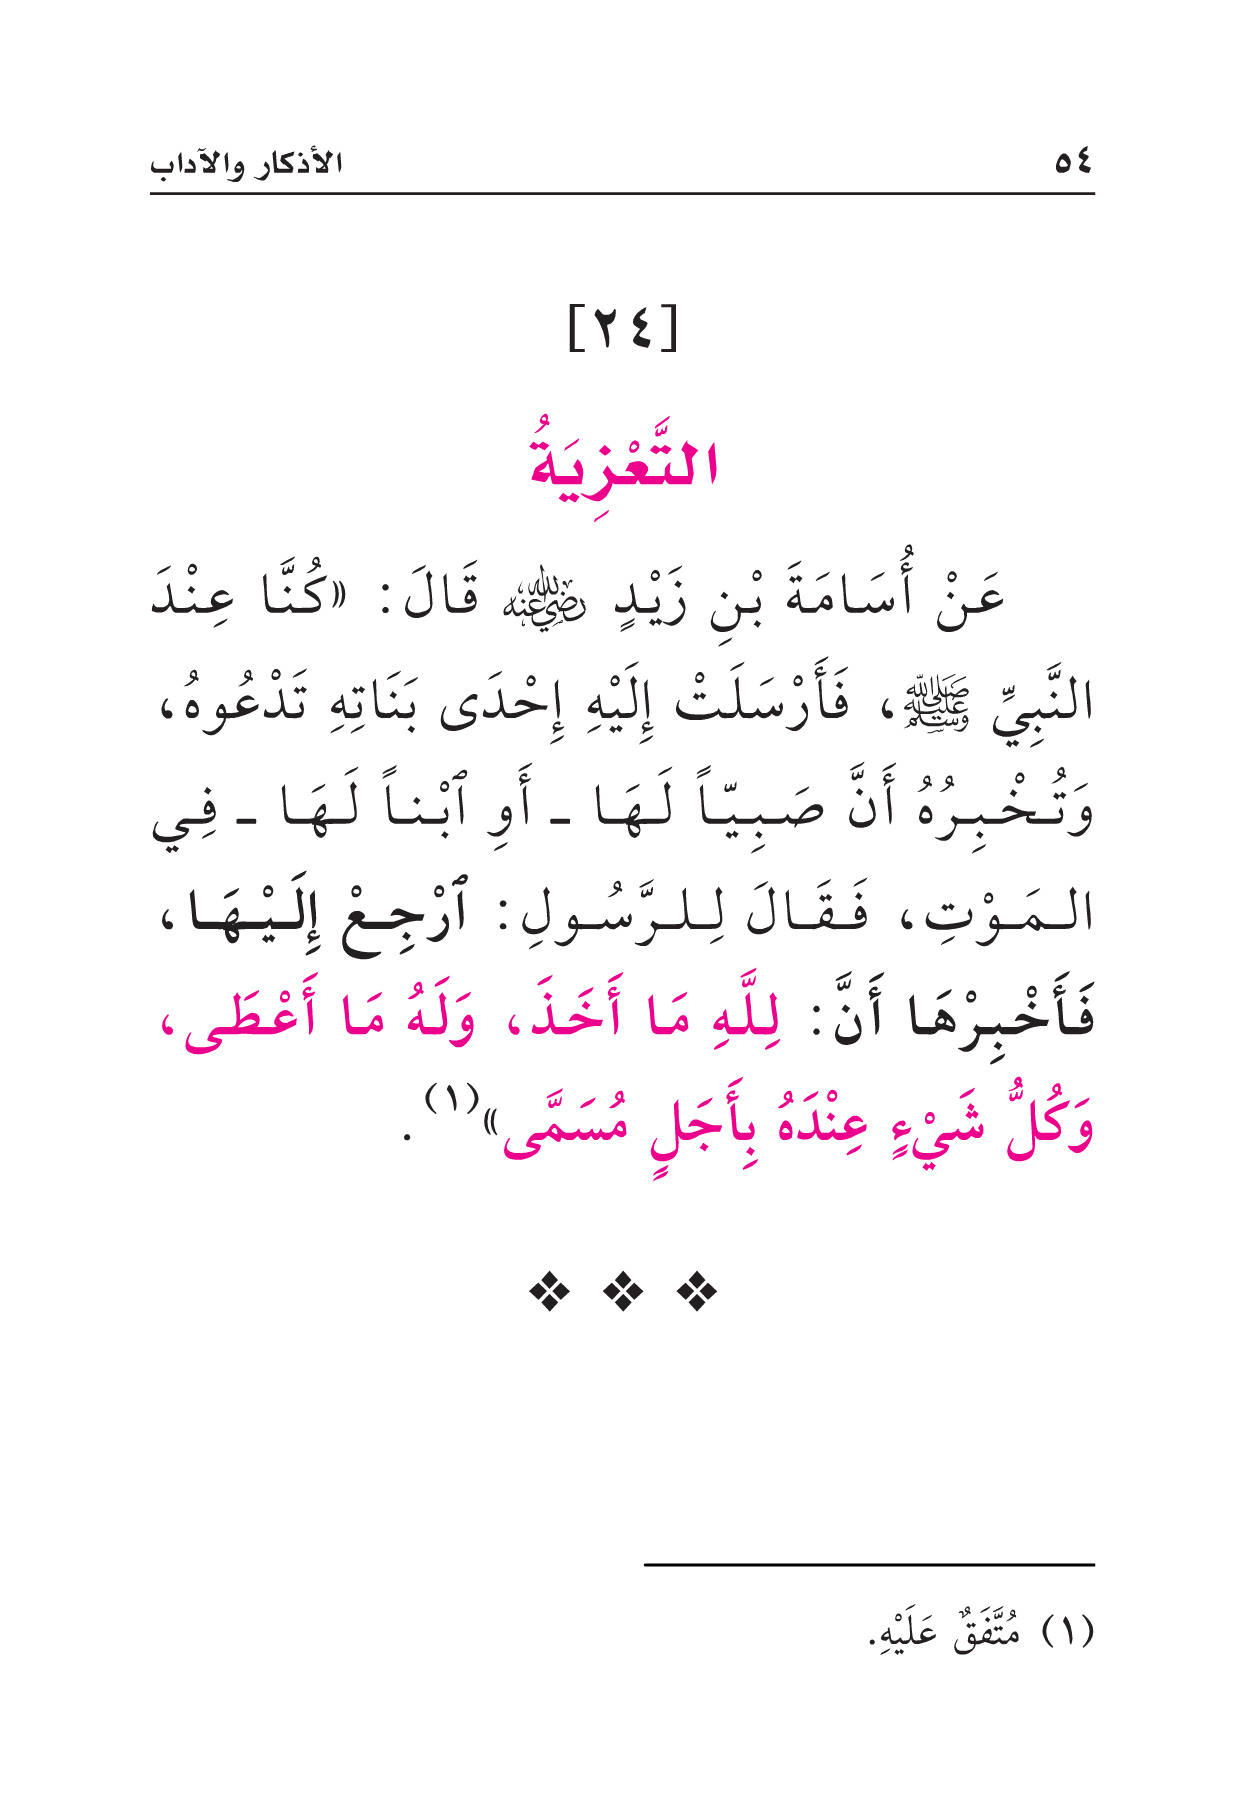 ٥٤ الأذكار والآداب
[٢٤]
التَّعْزِيَةُ
عَنْ أُسَامَةَ بْنِ زَيْدٍ رضي الله عنه قَالَ: «كُنَّا عِنْدَ
النَّبِيِّ ﷺ، فَأَرْسَلَتْ إِلَيْهِ إِحْدَى بَنَاتِهِ تَدْعُوهُ،
وَتُخْبِرُهُ أَنَّ صَبِيّاً لَهَا ـ أَوِ ٱبْناً لَهَا ـ فِي
المَوْتِ، فَقَالَ لِلرَّسُولِ: ٱرْجِعْ إِلَيْهَا،
فَأَخْبِرْهَا أَنَّ: لِلَّهِ مَا أَخَذَ، وَلَهُ مَا أَعْطَى،
وَكُلُّ شَيْءٍ عِنْدَهُ بِأَجَلٍ مُسَمَّى»(١).
(١) مُتَّفَقٌ عَلَيْهِ.